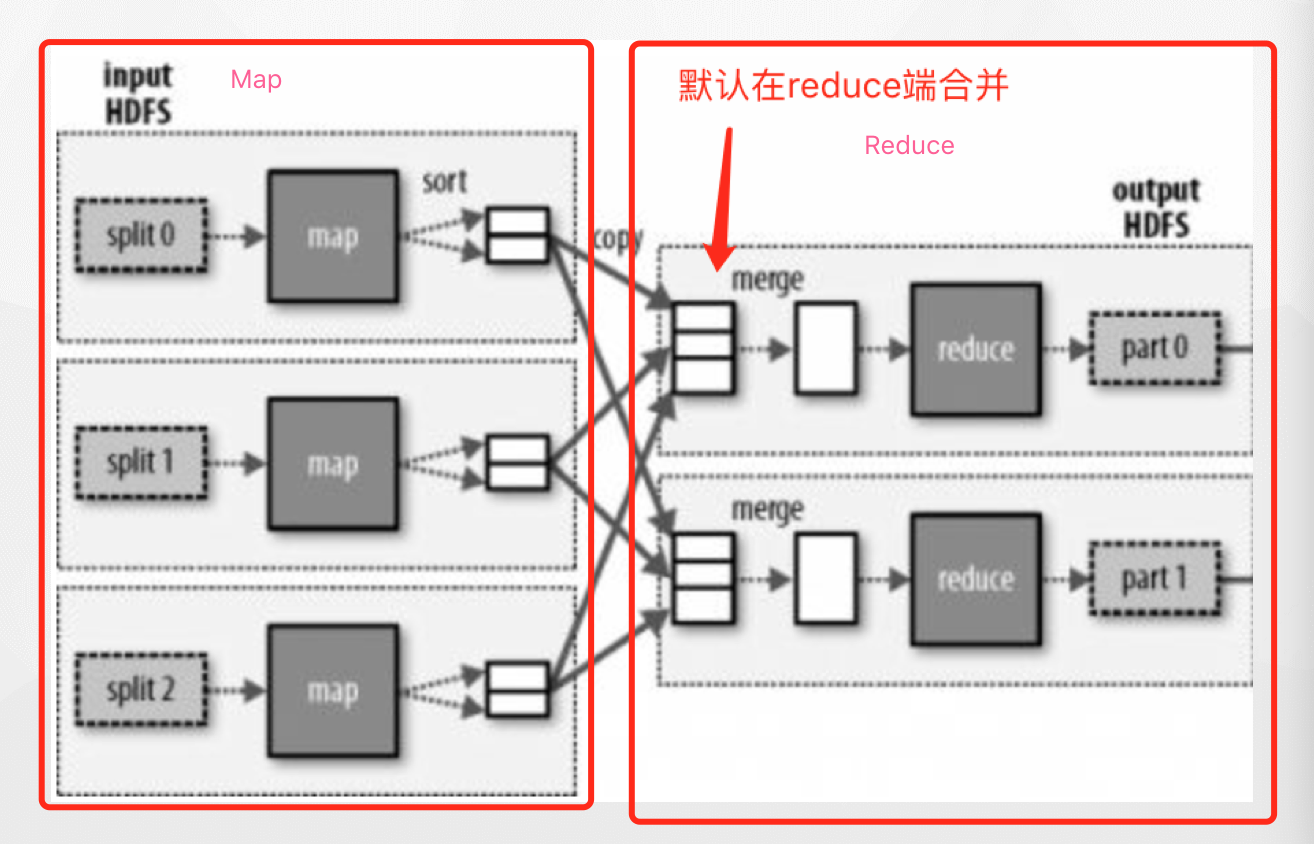 input
HDFS
Map
默认在reduce端合并
Reduce
sort
split 0
map
copy
output
HDFS
merge
reduce
part 0
split 1
map
merge
reduce
part 1
split 2
map